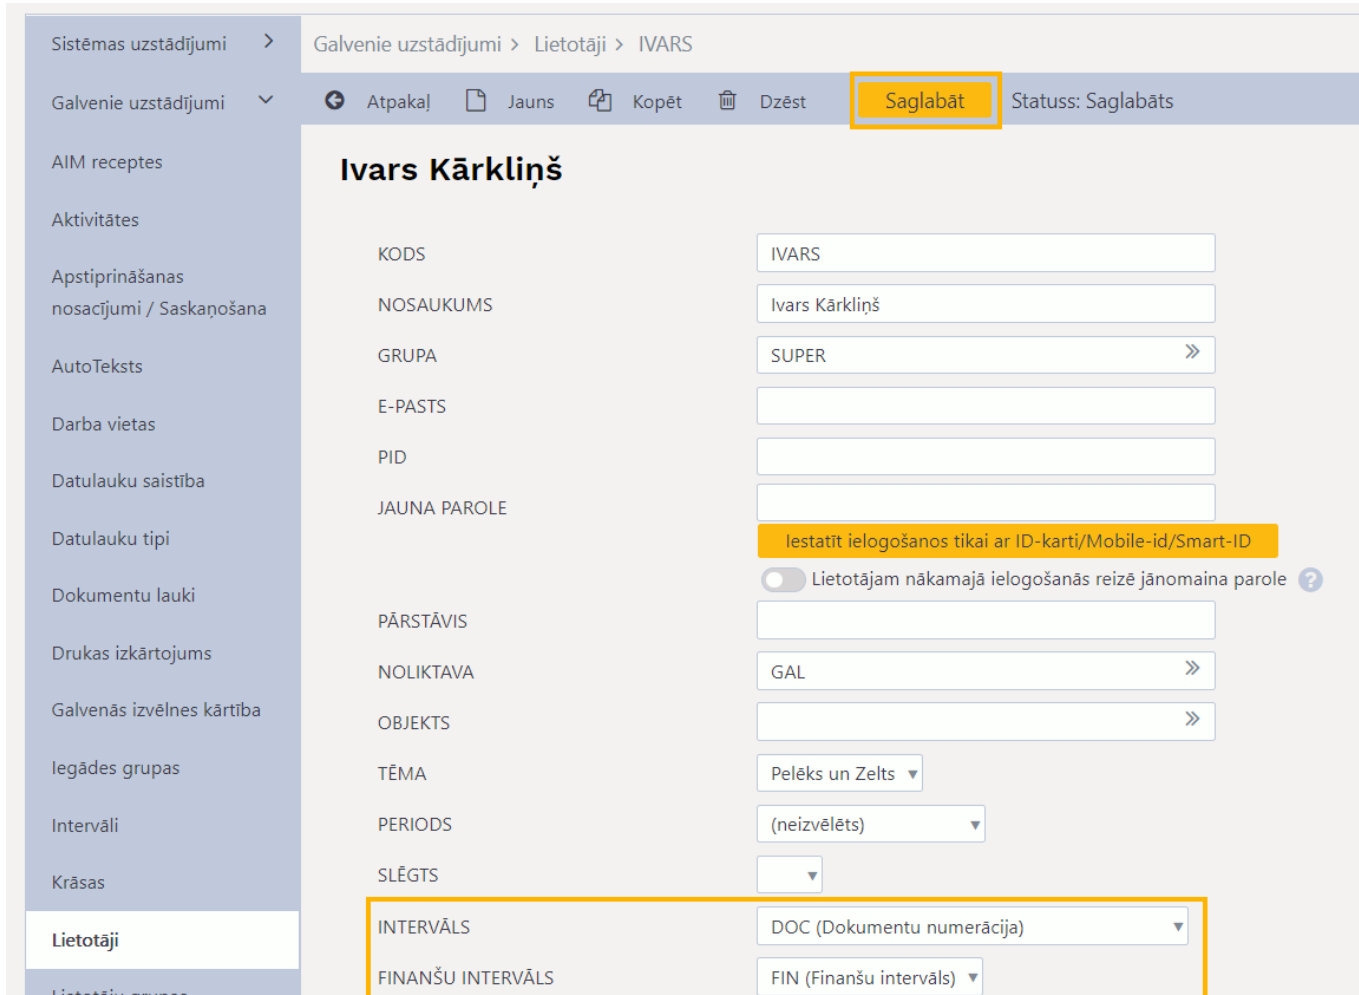 Sistēmas uzstādījumi
Galvenie uzstādījumi > Lietotāji > IVARS
Galvenie uzstādījumi
Atpakaļ Jauns Kopēt Dzēst Saglabāt Statuss: Saglabāts
AIM receptes
Aktivitātes
Apstiprināšanas
nosacījumi / Saskaņošana
AutoTeksts
Darba vietas
Datulauku saistība
Datulauku tipi
Dokumentu lauki
Drukas izkārtojums
Galvenās izvēlnes kārtība
Iegādes grupas
Intervāli
Krāsas
Lietotāji
Lietotāju grupas
Ivars Kārkliņš
KODS IVARS
NOSAUKUMS Ivars Kārkliņš
GRUPA SUPER
E-PASTS
PID
JAUNA PAROLE
Iestatīt ielogošanos tikai ar ID-karti/Mobile-id/Smart-ID
Lietotājam nākamajā ielogošanās reizē jānomaina parole ?
PĀRSTĀVIS
NOLIKTAVA GAL
OBJEKTS
TĒMA Pelēks un Zelts
PERIODS (neizvēlēts)
SLĒGTS
INTERVĀLS DOC (Dokumentu numerācija)
FINANŠU INTERVĀLS FIN (Finanšu intervāls)